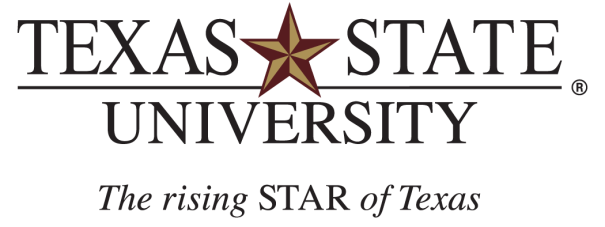 TEXAS STATE
®
UNIVERSITY
The rising STAR of Texas